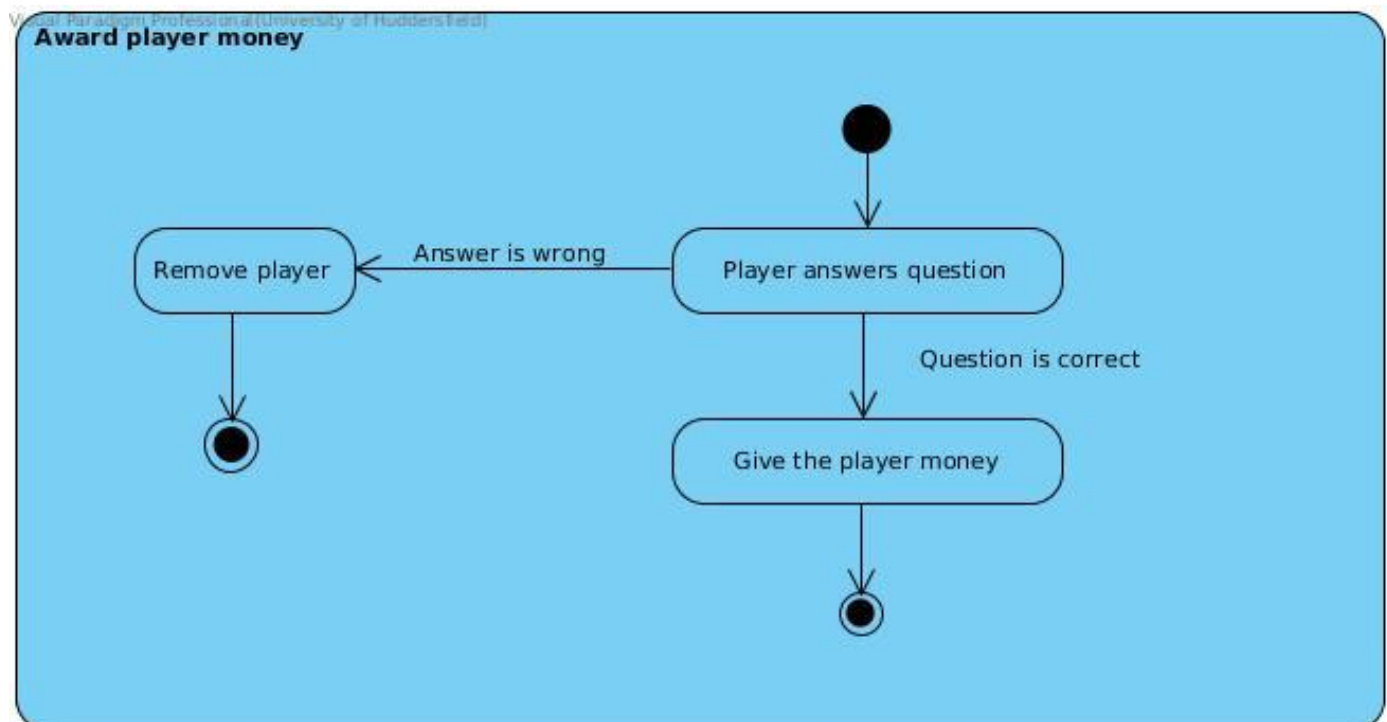 Visual Paradigm Professional(University of Huddersfield)
Award player money
Remove player
Answer is wrong
Player answers question
Question is correct
Give the player money